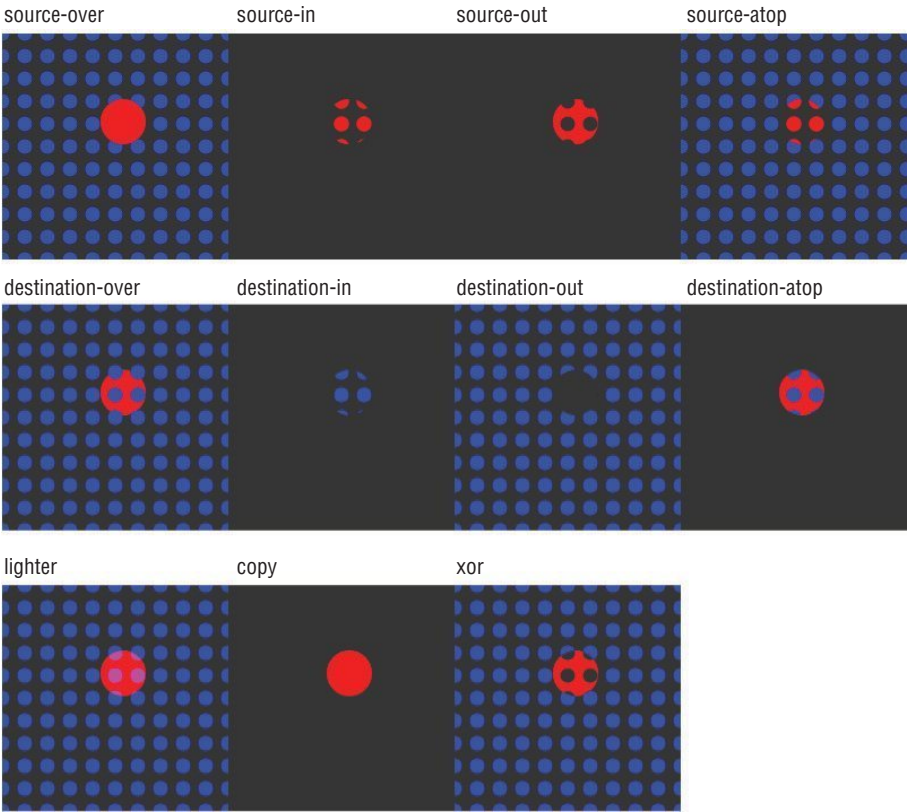 source-over
source-in
source-out
source-atop
destination-over
destination-in
destination-out
destination-atop
lighter
copy
xor